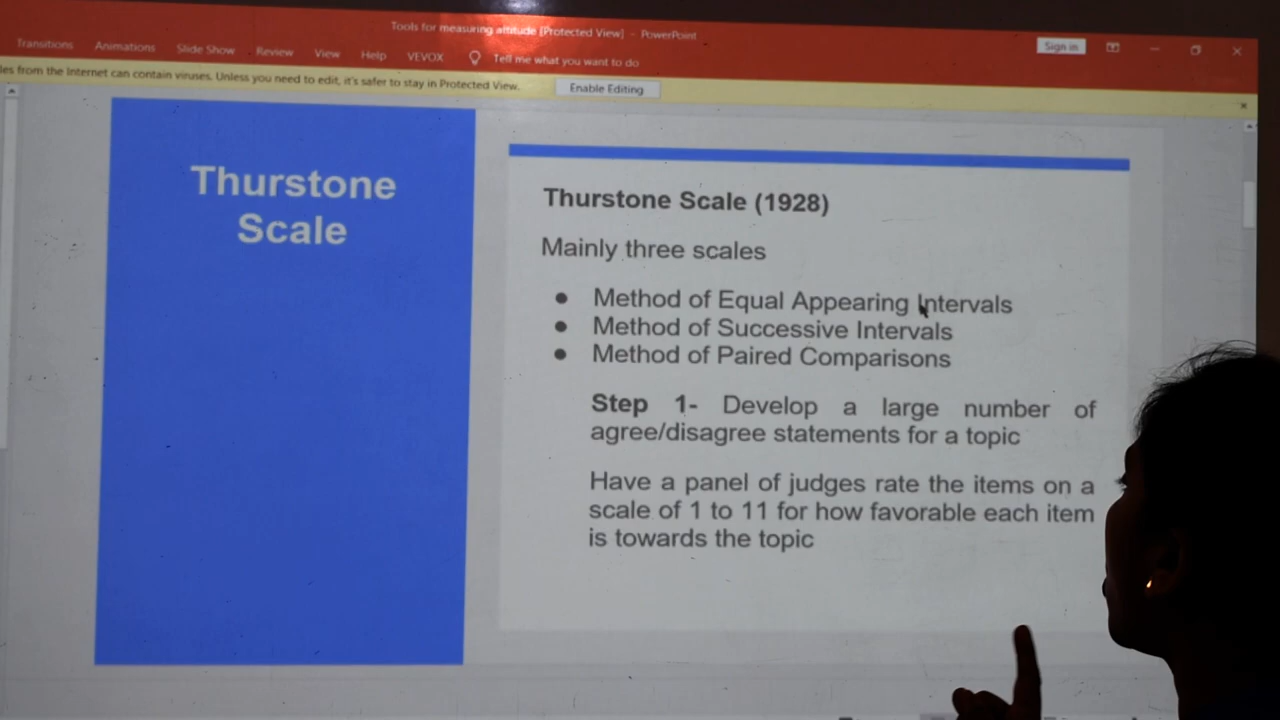 Tools for measuring attitude [Protected View] - PowerPoint
Sign in
Transitions Animations Slide Show Review View Help VEVOX Tell me what you want to do
les from the Internet can contain viruses. Unless you need to edit, it's safer to stay in Protected View. Enable Editing
Thurstone
Scale
Thurstone Scale (1928)
Mainly three scales
● Method of Equal Appearing Intervals
● Method of Successive Intervals
● Method of Paired Comparisons
Step 1- Develop a large number of
agree/disagree statements for a topic
Have a panel of judges rate the items on a
scale of 1 to 11 for how favorable each item
is towards the topic